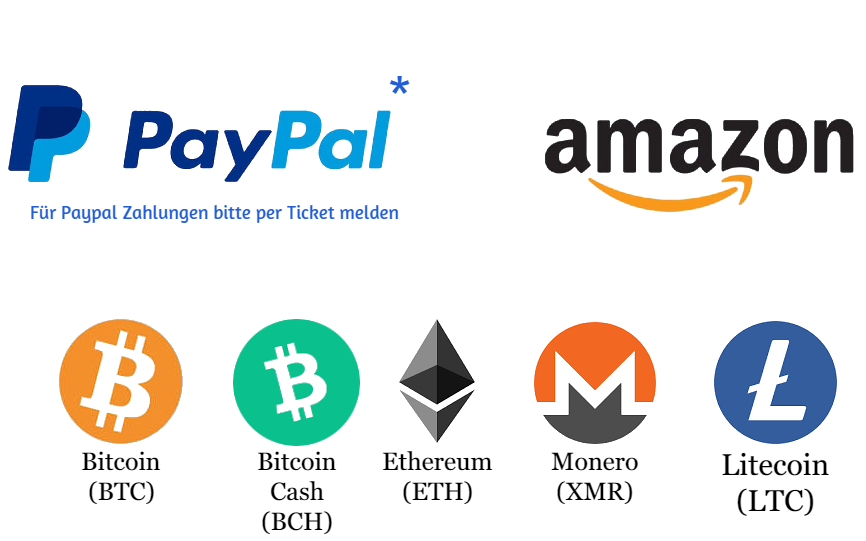 PayPal*
Für Paypal Zahlungen bitte per Ticket melden
amazon
Bitcoin
(BTC)
Bitcoin
Cash
(BCH)
Ethereum
(ETH)
Monero
(XMR)
Litecoin
(LTC)